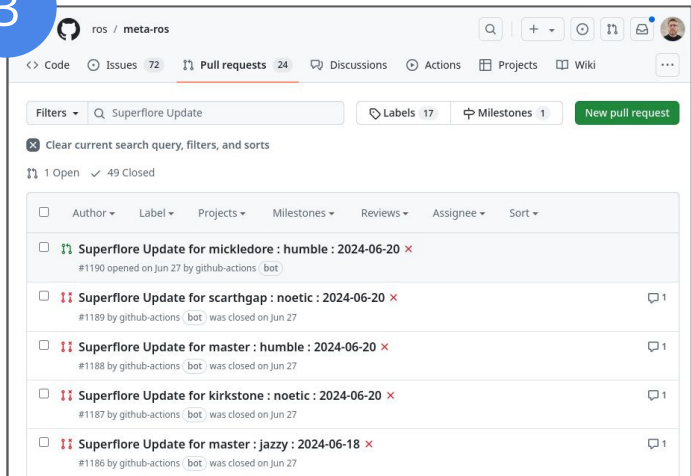 3
ros / meta-ros
Code Issues 72 Pull requests 24 Discussions Actions Projects Wiki
Filters Superflore Update Labels 17 Milestones 1 New pull request
Clear current search query, filters, and sorts
1 Open 49 Closed
Author Label Projects Milestones Reviews Assignee Sort
Superflore Update for mickledore : humble : 2024-06-20
#1190 opened on Jun 27 by github-actions bot
Superflore Update for scarthgap : noetic : 2024-06-20 1
#1189 by github-actions bot was closed on Jun 27
Superflore Update for master : humble : 2024-06-20 1
#1188 by github-actions bot was closed on Jun 27
Superflore Update for kirkstone : noetic : 2024-06-20 1
#1187 by github-actions bot was closed on Jun 27
Superflore Update for master : jazzy : 2024-06-18 1
#1186 by github-actions bot was closed on Jun 27